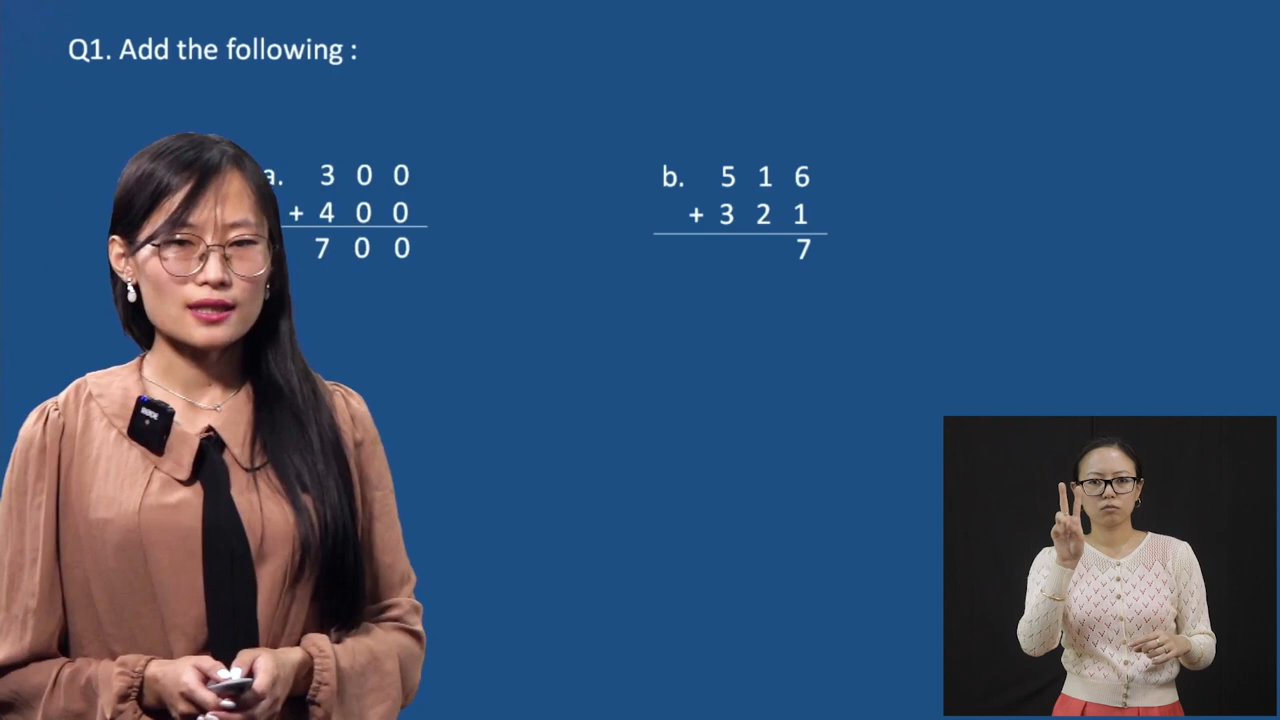 Q1. Add the following :
a. 3 0 0
+ 4 0 0
7 0 0
b. 5 1 6
+ 3 2 1
7
RØDE